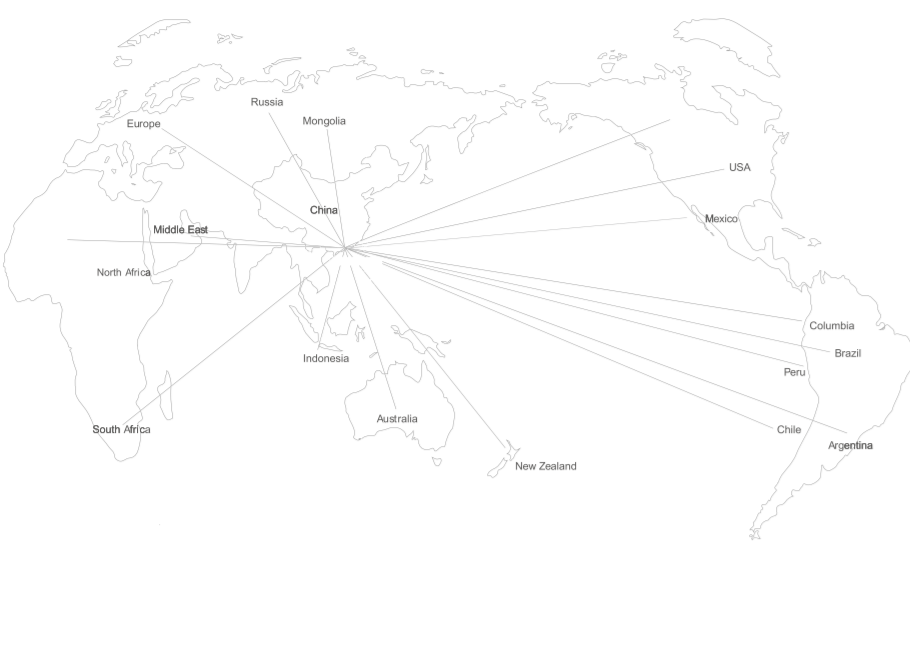 Russia
Mongolia
Europe
USA
China
Mexico
Middle East
North Africa
Columbia
Brazil
Indonesia
Peru
Australia
South Africa
Chile
Argentina
New Zealand